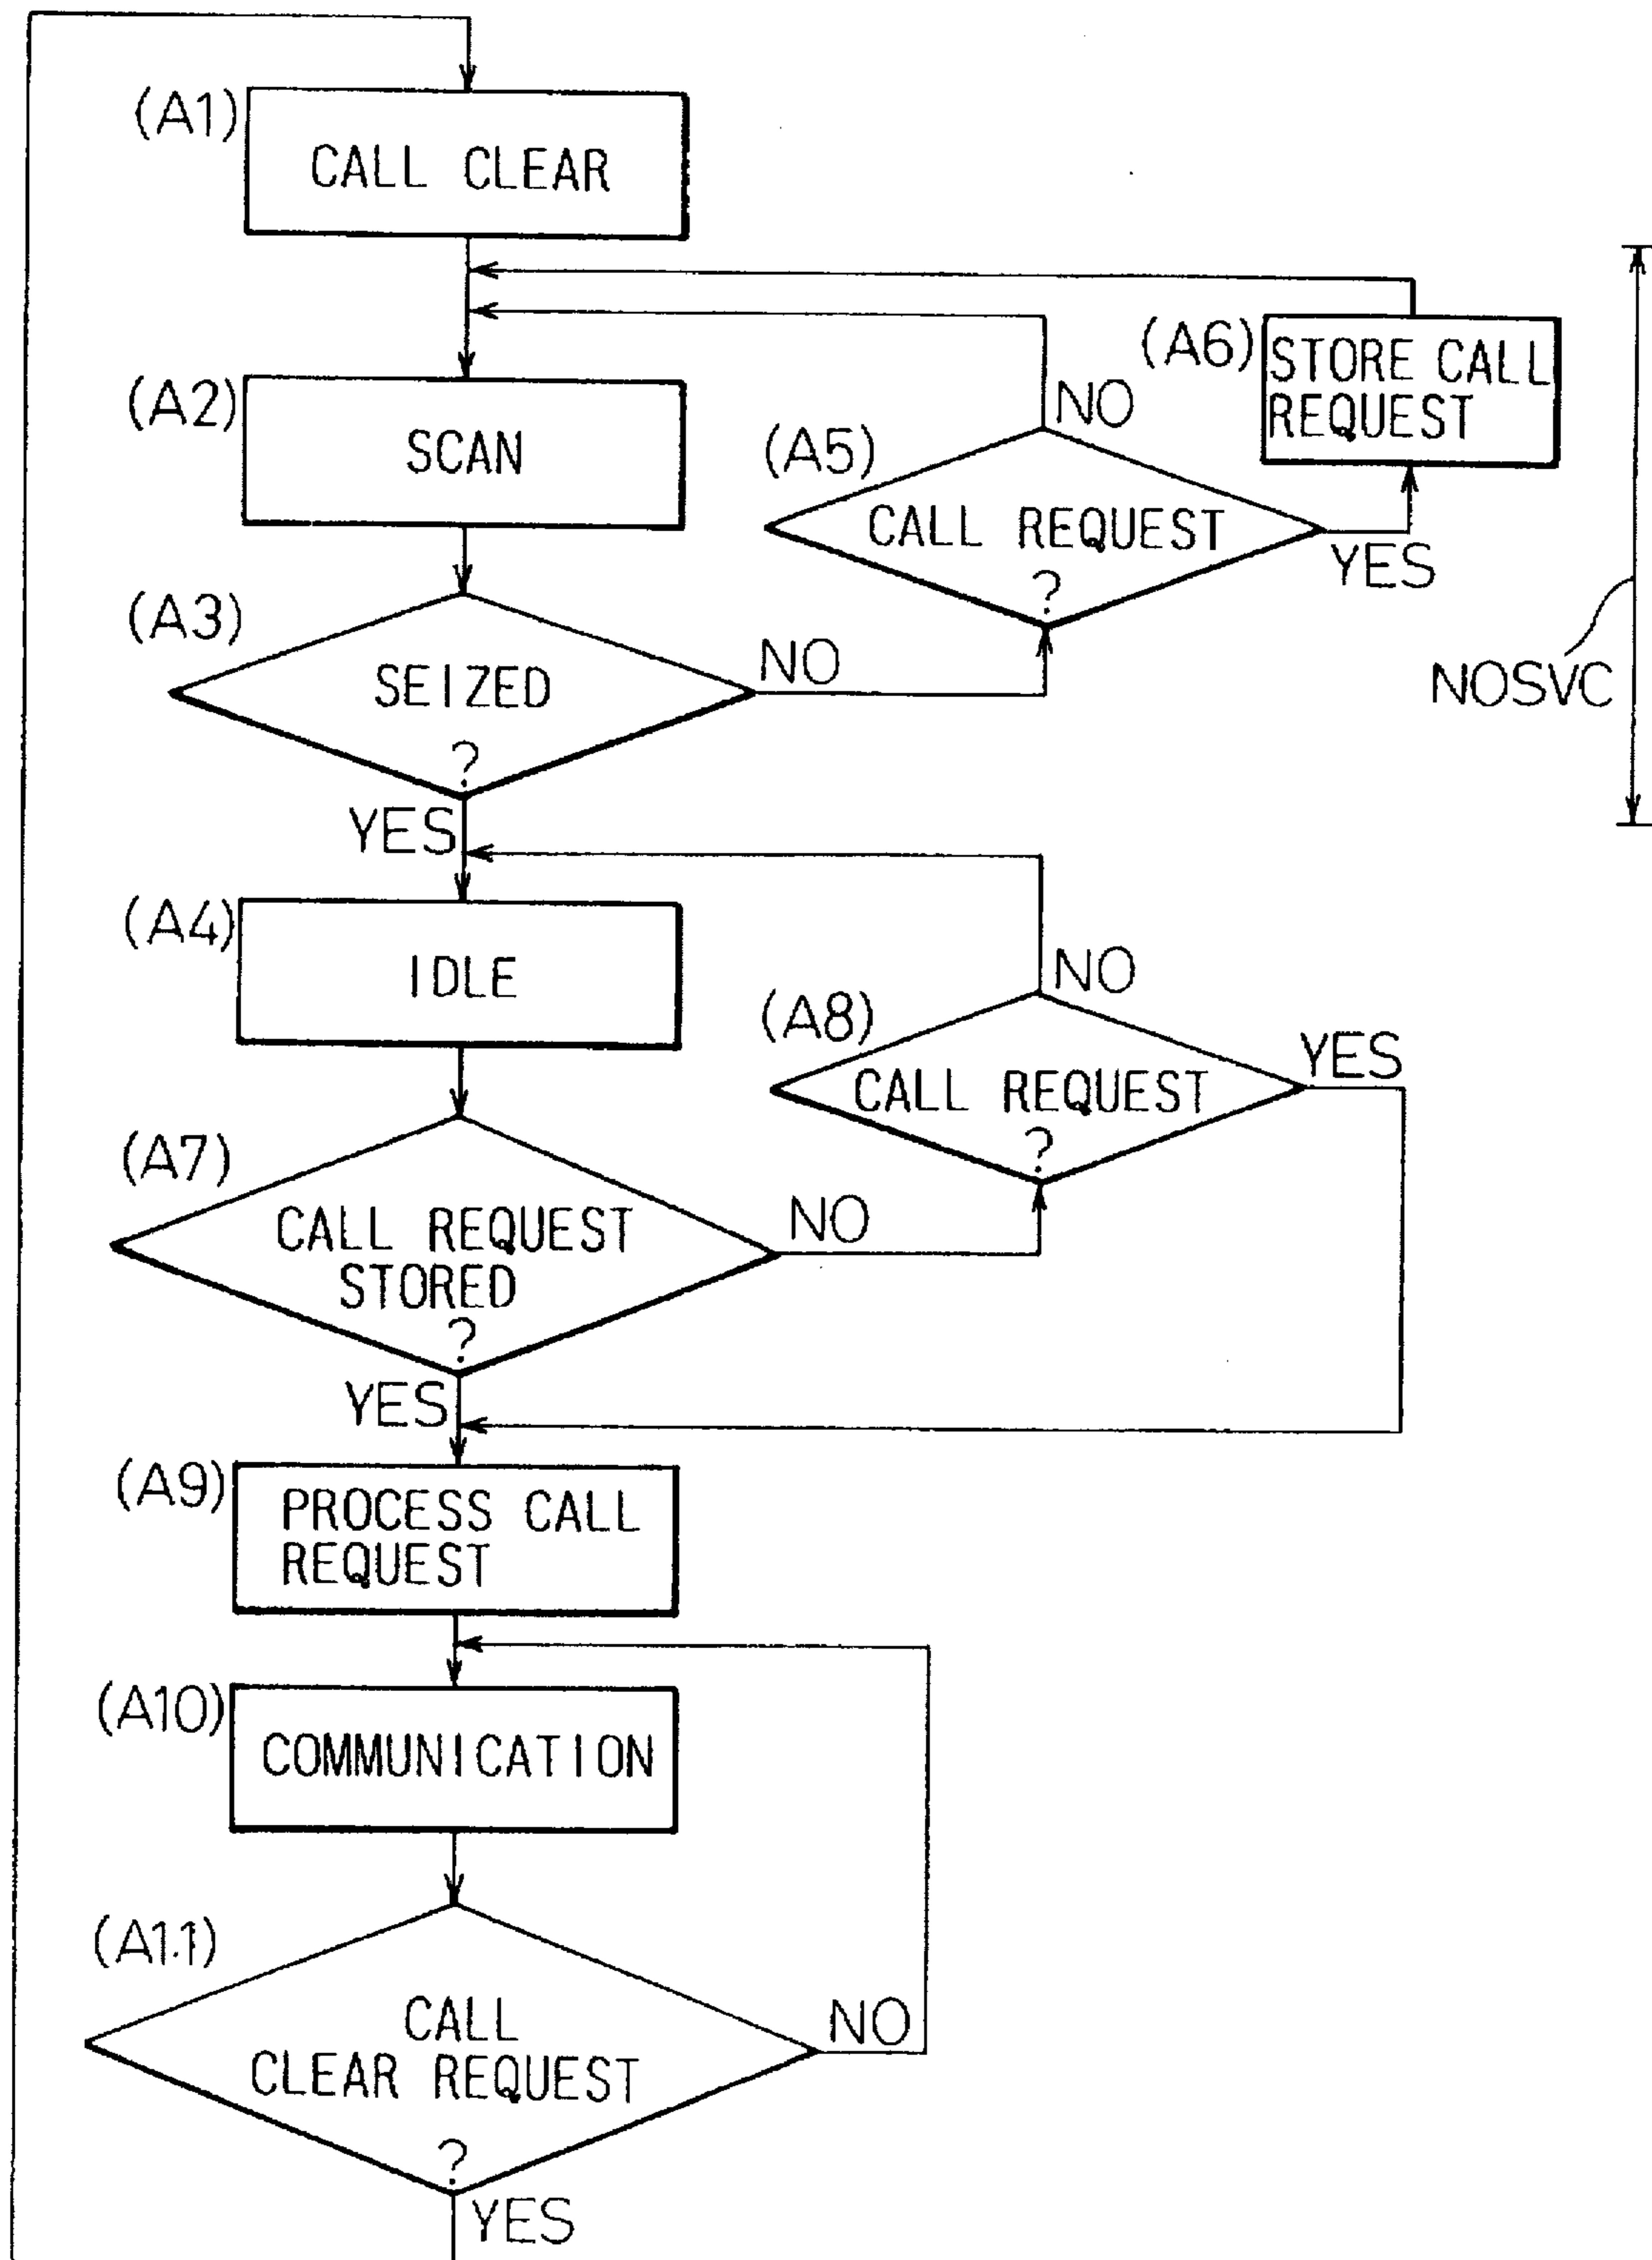 (A1)
CALL CLEAR
(A6)
STORE CALL
REQUEST
(A2)
SCAN
NO
(A5)
CALL REQUEST
?
YES
(A3)
SEIZED
?
NO
NOSVC
YES
(A4)
IDLE
NO
(A8)
CALL REQUEST
?
YES
(A7)
CALL REQUEST
STORED
?
NO
YES
(A9)
PROCESS CALL
REQUEST
(A10)
COMMUNICATION
(A11)
CALL
CLEAR REQUEST
?
NO
YES